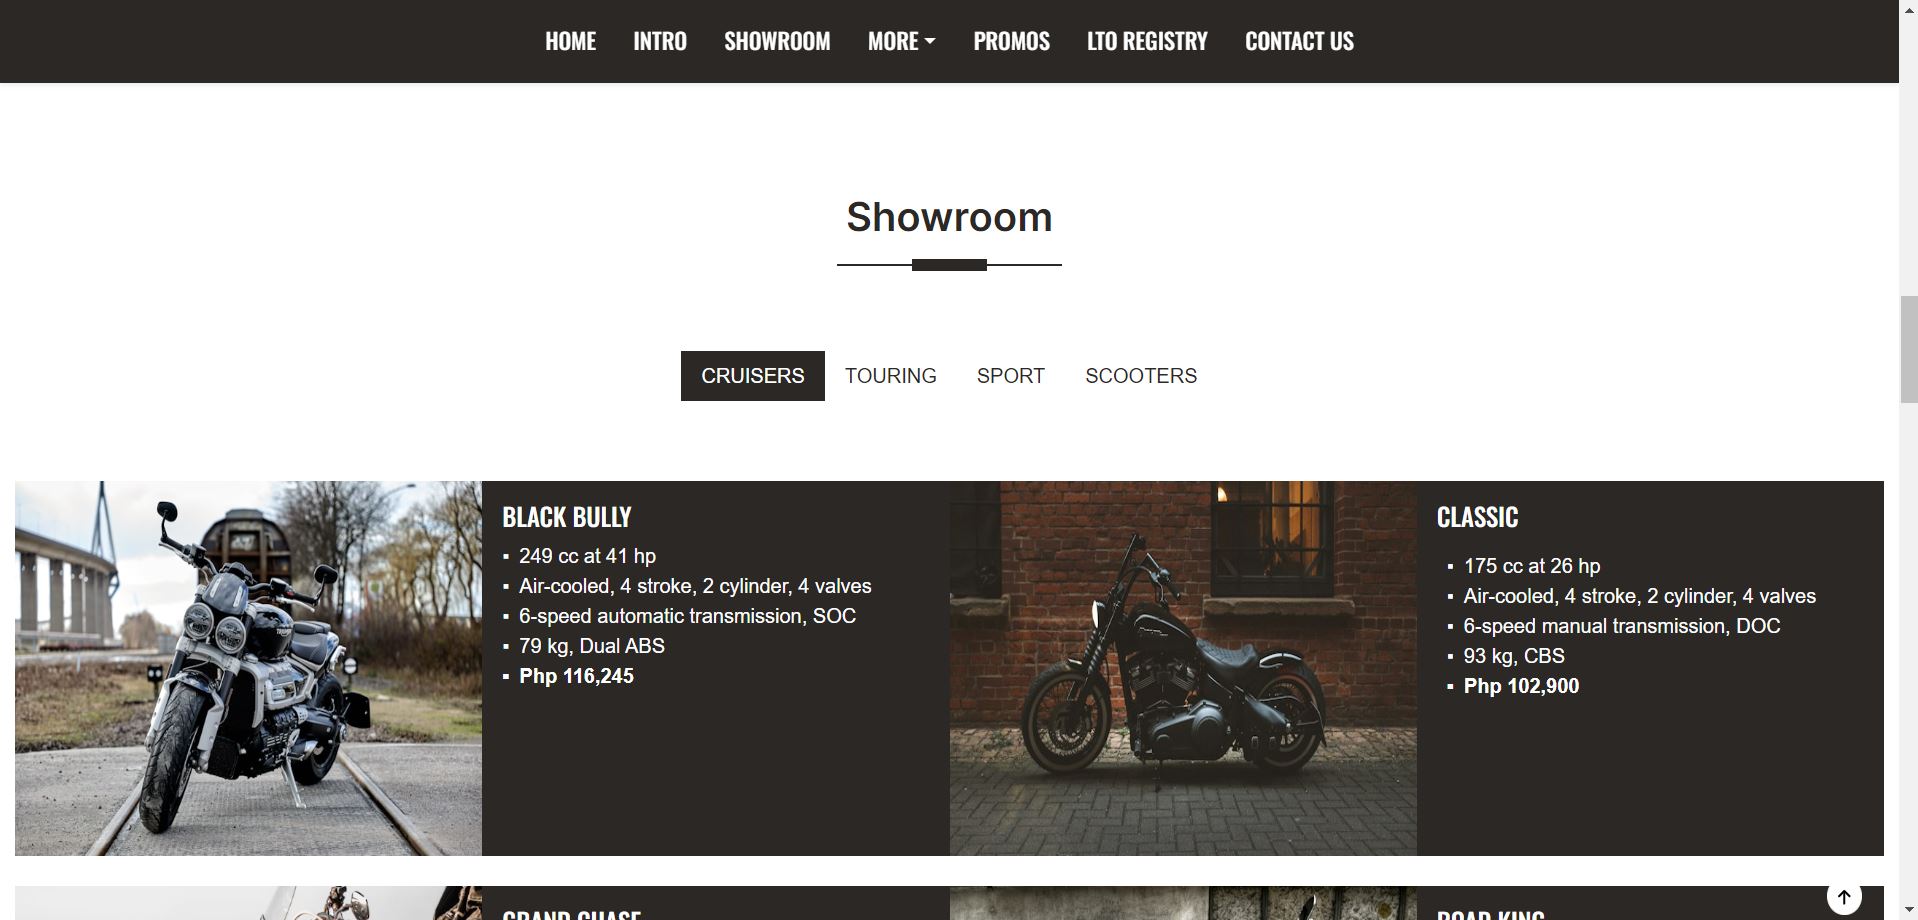 HOME INTRO SHOWROOM MORE PROMOS LTO REGISTRY CONTACT US
Showroom
CRUISERS TOURING SPORT SCOOTERS
BLACK BULLY
▪ 249 cc at 41 hp
▪ Air-cooled, 4 stroke, 2 cylinder, 4 valves
▪ 6-speed automatic transmission, SOC
▪ 79 kg, Dual ABS
▪ Php 116,245
CLASSIC
▪ 175 cc at 26 hp
▪ Air-cooled, 4 stroke, 2 cylinder, 4 valves
▪ 6-speed manual transmission, DOC
▪ 93 kg, CBS
▪ Php 102,900
TRIUMPH
GRAND CHASE
ROAD KING